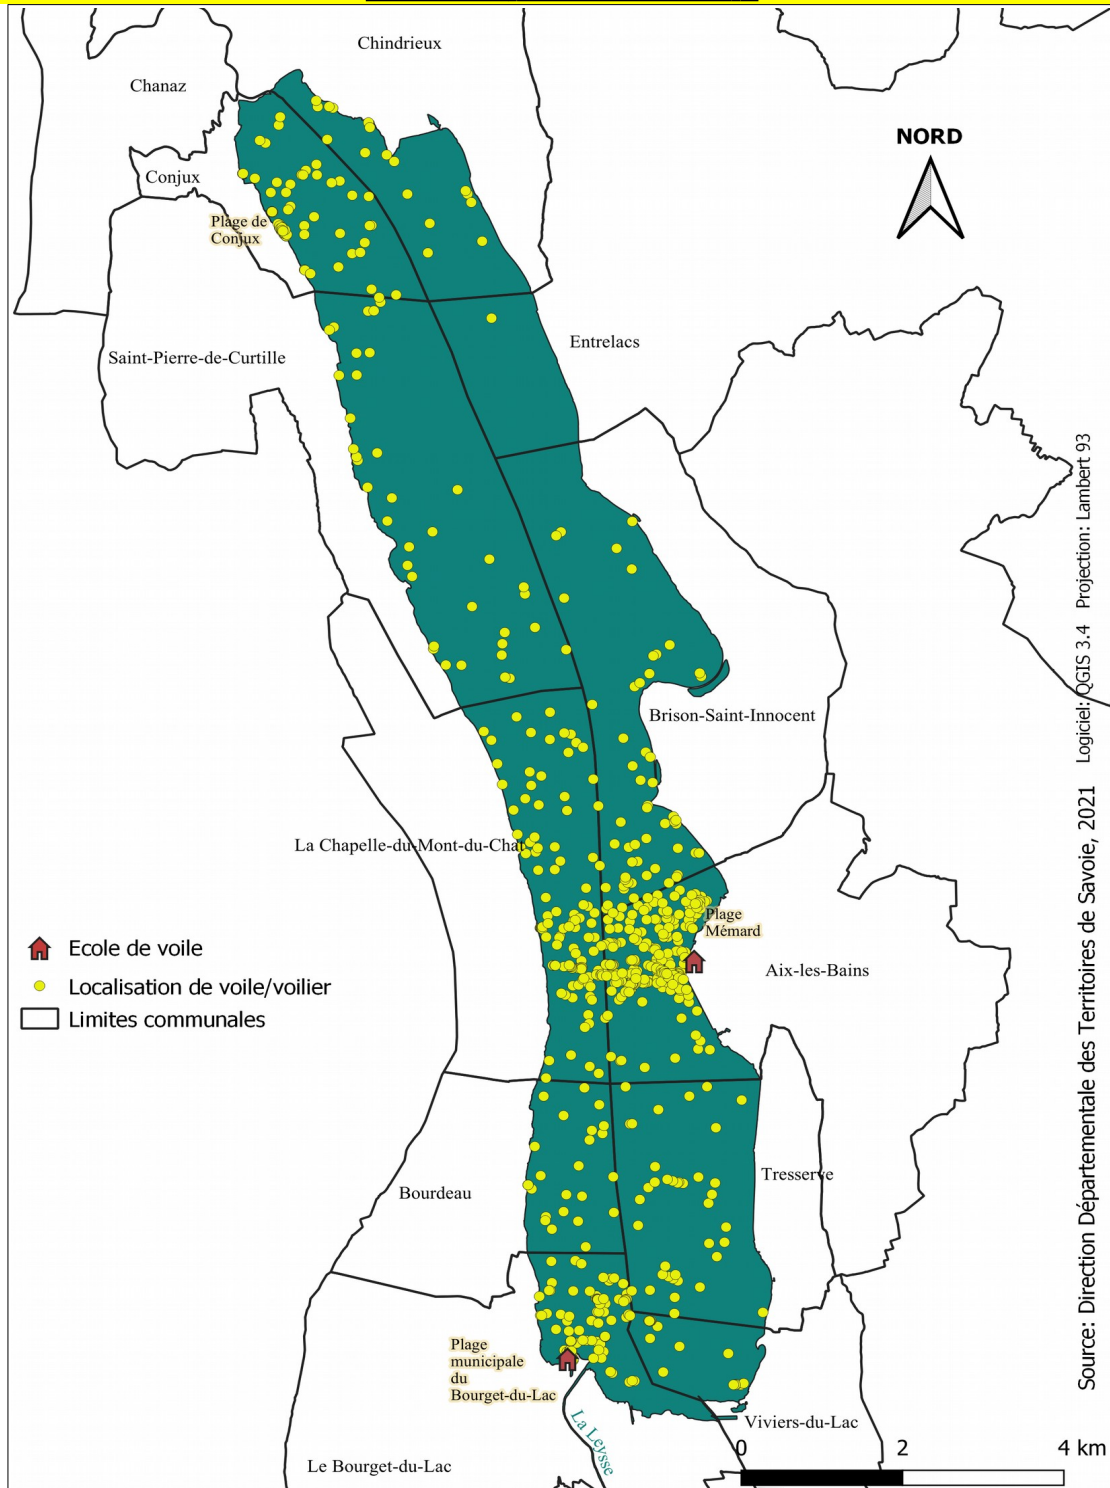 Chindrieux
Chanaz
NORD
Conjux
Plage de
Conjux
Entrelacs
Saint-Pierre-de-Curtille
Brison-Saint-Innocent
La Chapelle-du-Mont-du-Chat
Plage
Mémard
Ecole de voile
Aix-les-Bains
Localisation de voile/voilier
Limites communales
Tresserve
Bourdeau
Plage
municipale
du
Bourget-du-Lac
La Leysse
Viviers-du-Lac
0 2 4 km
Le Bourget-du-Lac
Source: Direction Départementale des Territoires de Savoie, 2021 Logiciel: QGIS 3.4 Projection: Lambert 93